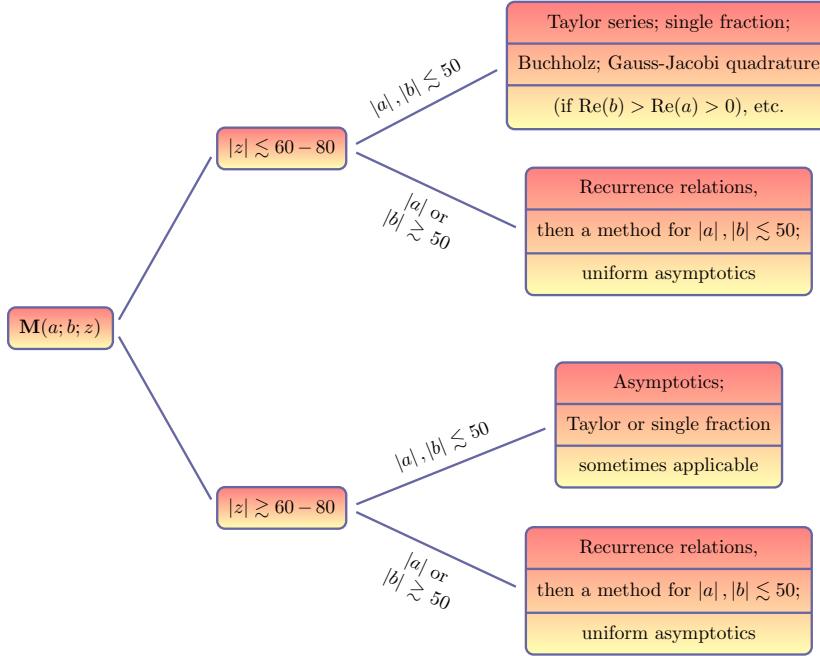 Taylor series; single fraction;
Buchholz; Gauss-Jacobi quadrature
(if Re(b) > Re(a) > 0), etc.
|a| , |b| ≲ 50
|z| ≲ 60 – 80
|a| or
|b| ≳ 50
Recurrence relations,
then a method for |a| , |b| ≲ 50;
uniform asymptotics
M(a; b; z)
Asymptotics;
Taylor or single fraction
sometimes applicable
|a| , |b| ≲ 50
|z| ≳ 60 – 80
|a| or
|b| ≳ 50
Recurrence relations,
then a method for |a| , |b| ≲ 50;
uniform asymptotics